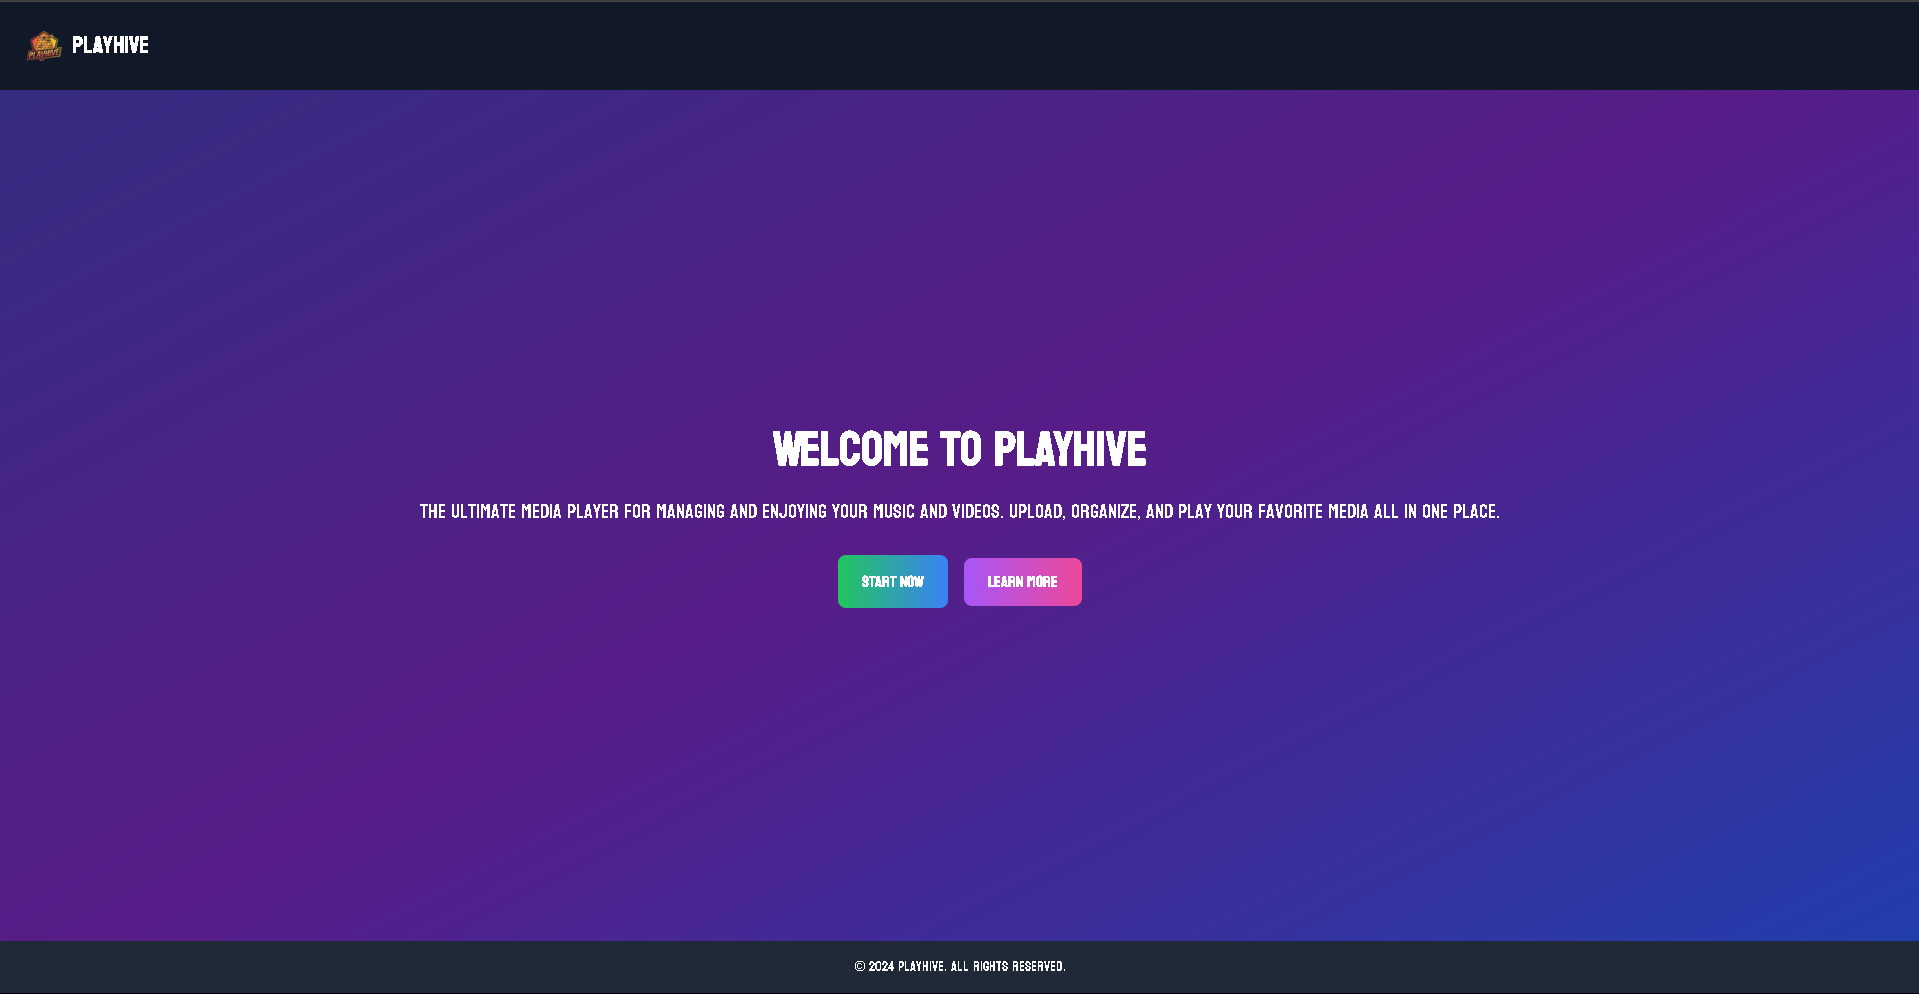 PLAYHIVE
PLAYHIVE
WELCOME TO PLAYHIVE
THE ULTIMATE MEDIA PLAYER FOR MANAGING AND ENJOYING YOUR MUSIC AND VIDEOS. UPLOAD, ORGANIZE, AND PLAY YOUR FAVORITE MEDIA ALL IN ONE PLACE.
START NOW
LEARN MORE
© 2024 PLAYHIVE. ALL RIGHTS RESERVED.